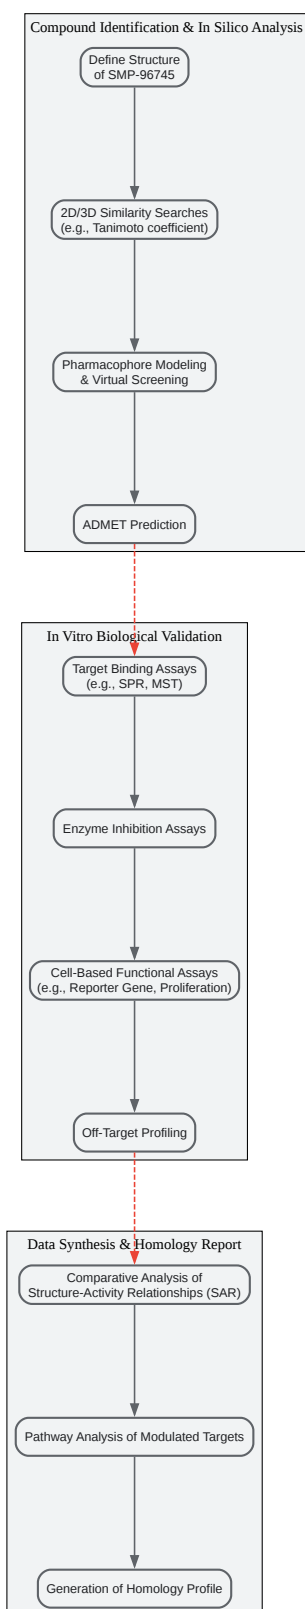 Compound Identification & In Silico Analysis
Define Structure
of SMP-96745
2D/3D Similarity Searches
(e.g., Tanimoto coefficient)
Pharmacophore Modeling
& Virtual Screening
ADMET Prediction
In Vitro Biological Validation
Target Binding Assays
(e.g., SPR, MST)
Enzyme Inhibition Assays
Cell-Based Functional Assays
(e.g., Reporter Gene, Proliferation)
Off-Target Profiling
Data Synthesis & Homology Report
Comparative Analysis of
Structure-Activity Relationships (SAR)
Pathway Analysis of Modulated Targets
Generation of Homology Profile